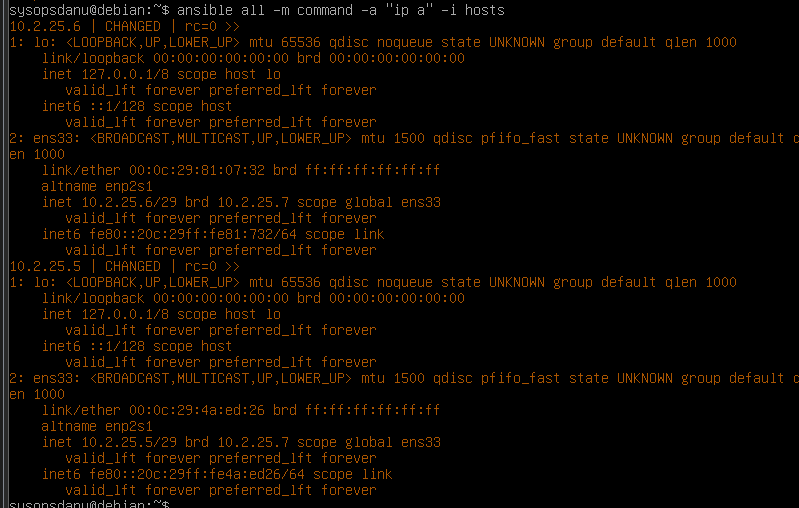 sysopsdanu@debian:~$ ansible all -m command -a "ip a" -i hosts
10.2.25.6 | CHANGED | rc=0 >>
1: lo: <LOOPBACK,UP,LOWER_UP> mtu 65536 qdisc noqueue state UNKNOWN group default qlen 1000
    link/loopback 00:00:00:00:00:00 brd 00:00:00:00:00:00
    inet 127.0.0.1/8 scope host lo
       valid_lft forever preferred_lft forever
    inet6 ::1/128 scope host
       valid_lft forever preferred_lft forever
2: ens33: <BROADCAST,MULTICAST,UP,LOWER_UP> mtu 1500 qdisc pfifo_fast state UNKNOWN group default
en 1000
    link/ether 00:0c:29:81:07:32 brd ff:ff:ff:ff:ff:ff
    altname enp2s1
    inet 10.2.25.6/29 brd 10.2.25.7 scope global ens33
       valid_lft forever preferred_lft forever
    inet6 fe80::20c:29ff:fe81:732/64 scope link
       valid_lft forever preferred_lft forever
10.2.25.5 | CHANGED | rc=0 >>
1: lo: <LOOPBACK,UP,LOWER_UP> mtu 65536 qdisc noqueue state UNKNOWN group default qlen 1000
    link/loopback 00:00:00:00:00:00 brd 00:00:00:00:00:00
    inet 127.0.0.1/8 scope host lo
       valid_lft forever preferred_lft forever
    inet6 ::1/128 scope host
       valid_lft forever preferred_lft forever
2: ens33: <BROADCAST,MULTICAST,UP,LOWER_UP> mtu 1500 qdisc pfifo_fast state UNKNOWN group default
en 1000
    link/ether 00:0c:29:4a:ed:26 brd ff:ff:ff:ff:ff:ff
    altname enp2s1
    inet 10.2.25.5/29 brd 10.2.25.7 scope global ens33
       valid_lft forever preferred_lft forever
    inet6 fe80::20c:29ff:fe4a:ed26/64 scope link
       valid_lft forever preferred_lft forever
sysopsdanu@debian:~$